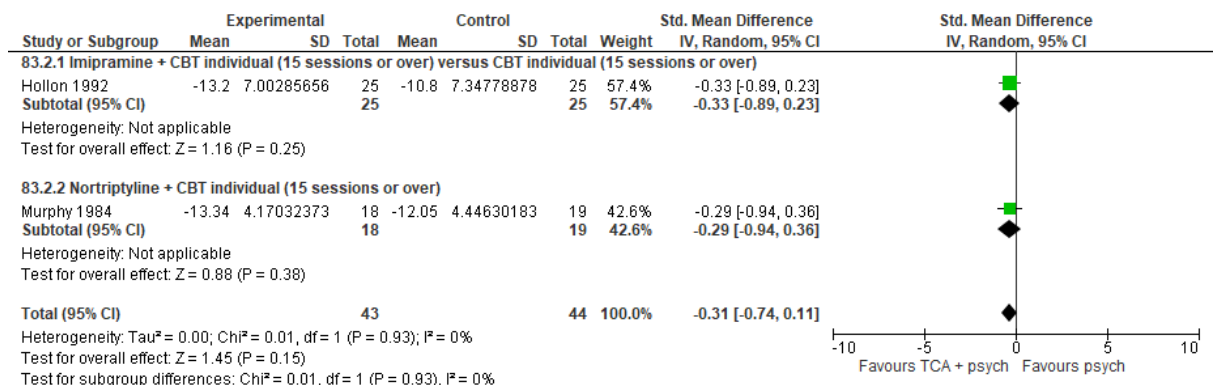 Experimental Control Std. Mean Difference Std. Mean Difference
Study or Subgroup Mean SD Total Mean SD Total Weight IV, Random, 95% CI IV, Random, 95% CI
83.2.1 Imipramine + CBT individual (15 sessions or over) versus CBT individual (15 sessions or over)
Hollon 1992 -13.2 7.00285656 25 -10.8 7.34778878 25 57.4% -0.33 [-0.89, 0.23]
Subtotal (95% CI) 25 25 57.4% -0.33 [-0.89, 0.23]
Heterogeneity: Not applicable
Test for overall effect: Z = 1.16 (P = 0.25)
83.2.2 Nortriptyline + CBT individual (15 sessions or over)
Murphy 1984 -13.34 4.17032373 18 -12.05 4.44630183 19 42.6% -0.29 [-0.94, 0.36]
Subtotal (95% CI) 18 19 42.6% -0.29 [-0.94, 0.36]
Heterogeneity: Not applicable
Test for overall effect: Z = 0.88 (P = 0.38)
Total (95% CI) 43 44 100.0% -0.31 [-0.74, 0.11]
Heterogeneity: Tau² = 0.00; Chi² = 0.01, df = 1 (P = 0.93); I² = 0%
Test for overall effect: Z = 1.45 (P = 0.15)
Test for subgroup differences: Chi² = 0.01, df = 1 (P = 0.93), I² = 0%
-10 -5 0 5 10
Favours TCA + psych Favours psych